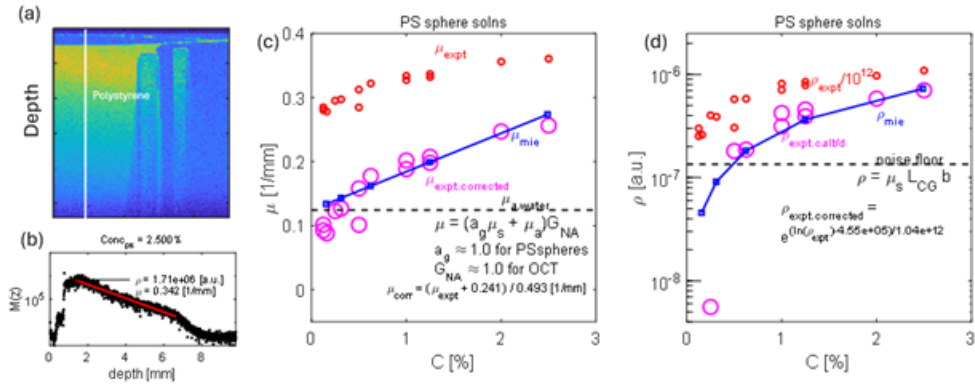 (a)
Depth
Polystyrene
(b)
Conc_ps = 2.500 %
ρ = 1.71e+06 [a.u.]
μ = 0.342 [1/mm]
M(z)
10^5
0 2 4 6 8
depth [mm]
PS sphere solns
(c)
0.4
0.3
0.2
0.1
0
μ [1/mm]
μ_expt
μ_mie
μ_expt.corrected
μ_a.water
μ = (a_g μ_s + μ_a)G_NA
a_g ≈ 1.0 for PSspheres
G_NA ≈ 1.0 for OCT
μ_corr = (μ_expt + 0.241) / 0.493 [1/mm]
0 1 2 3
C [%]
PS sphere solns
(d)
10^-6
10^-7
10^-8
ρ [a.u.]
ρ_expt/10^12
ρ_mie
ρ_expt.calib'd
noise floor
ρ = μ_s L_CG b
ρ_expt.corrected =
e^(ln(ρ_expt)-4.55e+05)/1.04e+12
0 1 2 3
C [%]